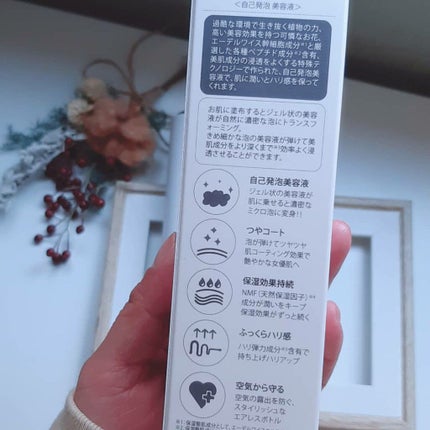 ＜自己発泡 美容液＞
過酷な環境で生き抜く植物の力、
高い美容効果を持つ可憐なお花、
エーデルワイス幹細胞成分※1と厳
選した各種ペプチド成分※2含有、
美肌成分の浸透をよくする特殊テ
クノロジーで作られた、自己発泡美
容液で、肌に潤いとハリ感を保って
くれます。
お肌に塗布するとジェル状の美容
液が自然に濃密な泡にトランスフ
ォーミング。
きめ細かな泡の美容液が弾けて美
肌成分をより深くまで※3効率よく浸
透させることができます。
自己発泡美容液
ジェル状の美容液が
肌に乗せると濃密な
ミクロ泡に変身!!
つやコート
泡が弾けてツヤツヤ
肌コーティング効果で
艶やかな女優肌へ
保湿効果持続
NMF（天然保湿因子）※4
成分が潤いをキープ
保湿効果がずっと続く
ふっくらハリ感
ハリ弾力成分※5含有で
持ち上げハリアップ
空気から守る
空気の露出を防ぐ、
スタイリッシュな
エアレスボトル